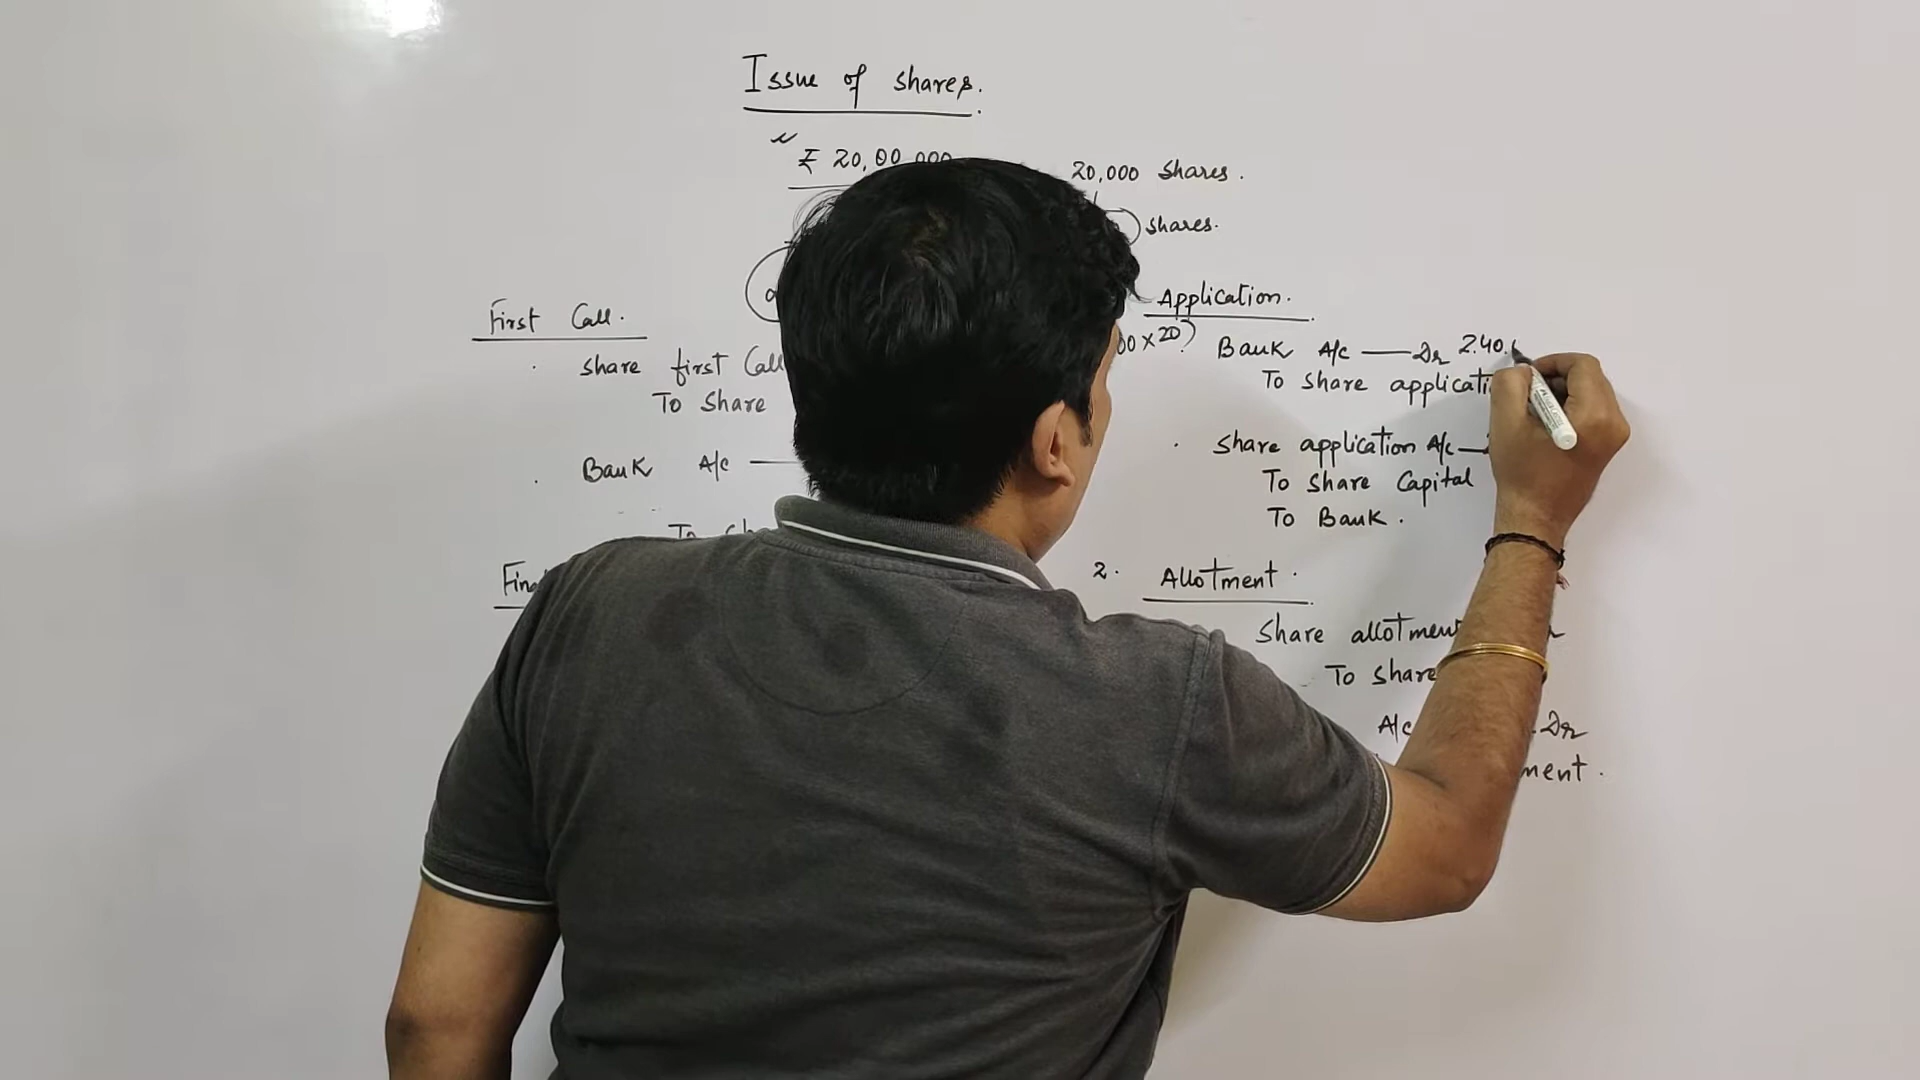 Issue of shares.
₹ 20,00,000
20,000 shares.
shares.
First Call.
share first Call
To share
Bank A/c
To
Application.
00 x 20)
Bank A/c — Dr 2,40,
To share applicati
share application A/c —
To share Capital
To Bank.
2. Allotment.
share allotment
To share
A/c Dr
ment.